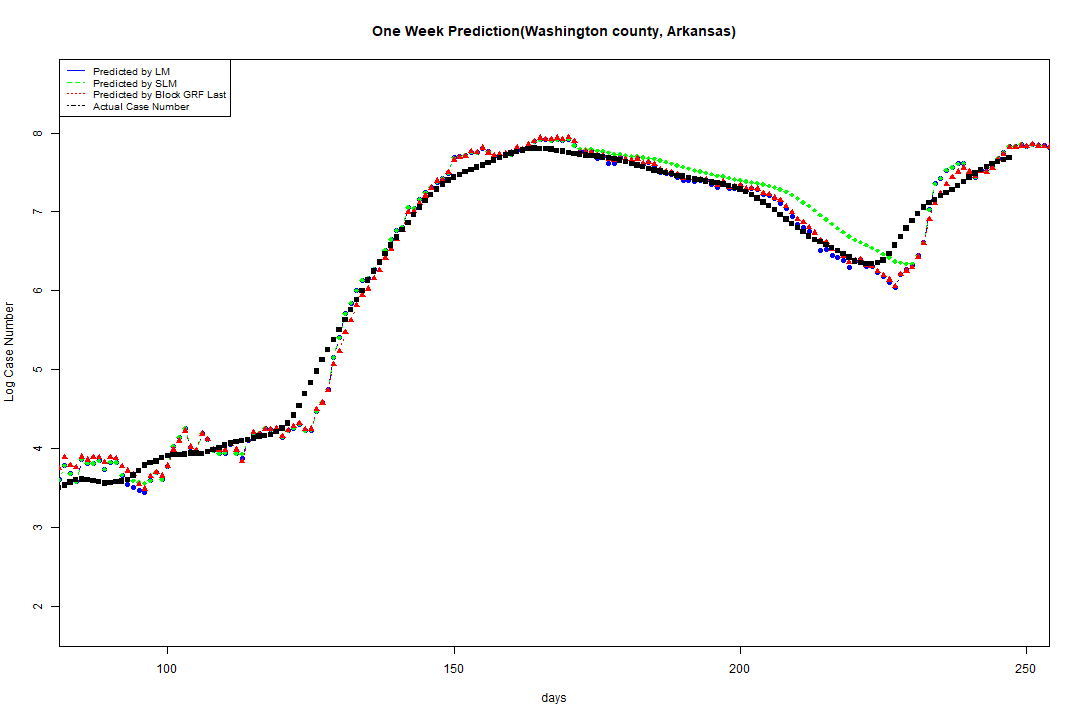 One Week Prediction(Washington county, Arkansas)
Predicted by LM
Predicted by SLM
Predicted by Block GRF Last
Actual Case Number
8
7
6
5
4
3
2
Log Case Number
100 150 200 250
days